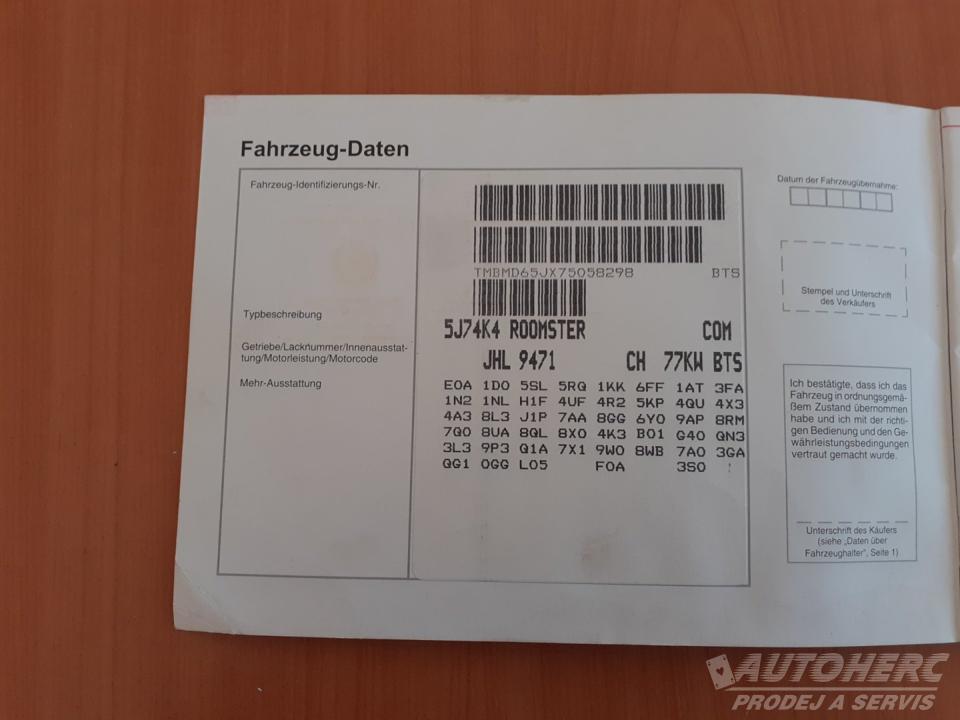 Fahrzeug-Daten
Fahrzeug-Identifizierungs-Nr.
TMBMD65JX75058298 BTS
Typbeschreibung
5J74K4 ROOMSTER COM
Getriebe/Lacknummer/Innenausstat-
tung/Motorleistung/Motorcode
JHL 9471 CH 77KW BTS
Mehr-Ausstattung
E0A 1D0 5SL 5RQ 1KK 6FF 1AT 3FA
1N2 1NL H1F 4UF 4R2 5KP 4QU 4X3
4A3 8L3 J1P 7AA 8GG 6Y0 9AP 8RM
7Q0 8UA 8QL 8X0 4K3 B01 G40 QN3
3L3 9P3 Q1A 7X1 9W0 8WB 7A0 3GA
QG1 0GG L05 F0A 3S0
Datum der Fahrzeugübernahme:
Stempel und Unterschrift
des Verkäufers
Ich bestätigte, dass ich das
Fahrzeug in ordnungsgemä-
ßem Zustand übernommen
habe und ich mit der richti-
gen Bedienung und den Ge-
währleistungsbedingungen
vertraut gemacht wurde.
Unterschrift des Käufers
(siehe „Daten über
Fahrzeughalter", Seite 1)
AUTOHERC
PRODEJ A SERVIS